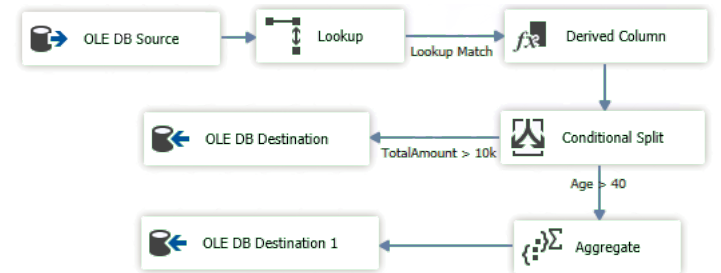 OLE DB Source
Lookup
Lookup Match
fx
Derived Column
OLE DB Destination
TotalAmount > 10k
Conditional Split
Age > 40
OLE DB Destination 1
{:}Σ
Aggregate